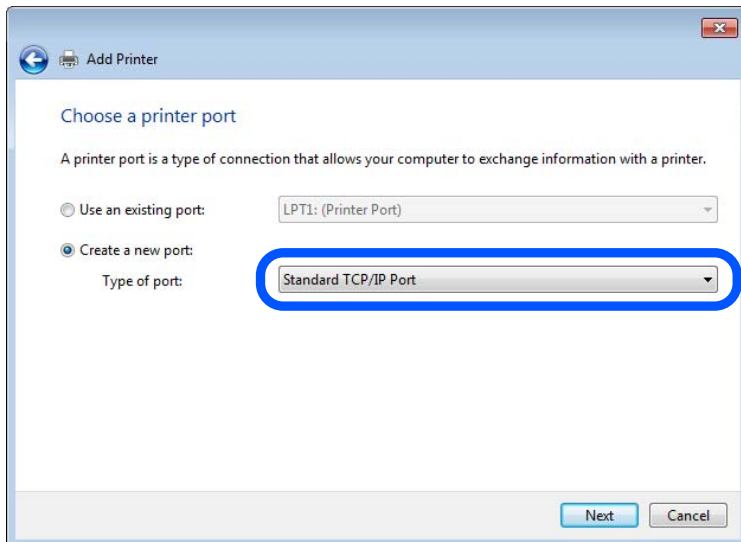 Add Printer
Choose a printer port
A printer port is a type of connection that allows your computer to exchange information with a printer.
Use an existing port: LPT1: (Printer Port)
Create a new port:
Type of port: Standard TCP/IP Port
Next Cancel